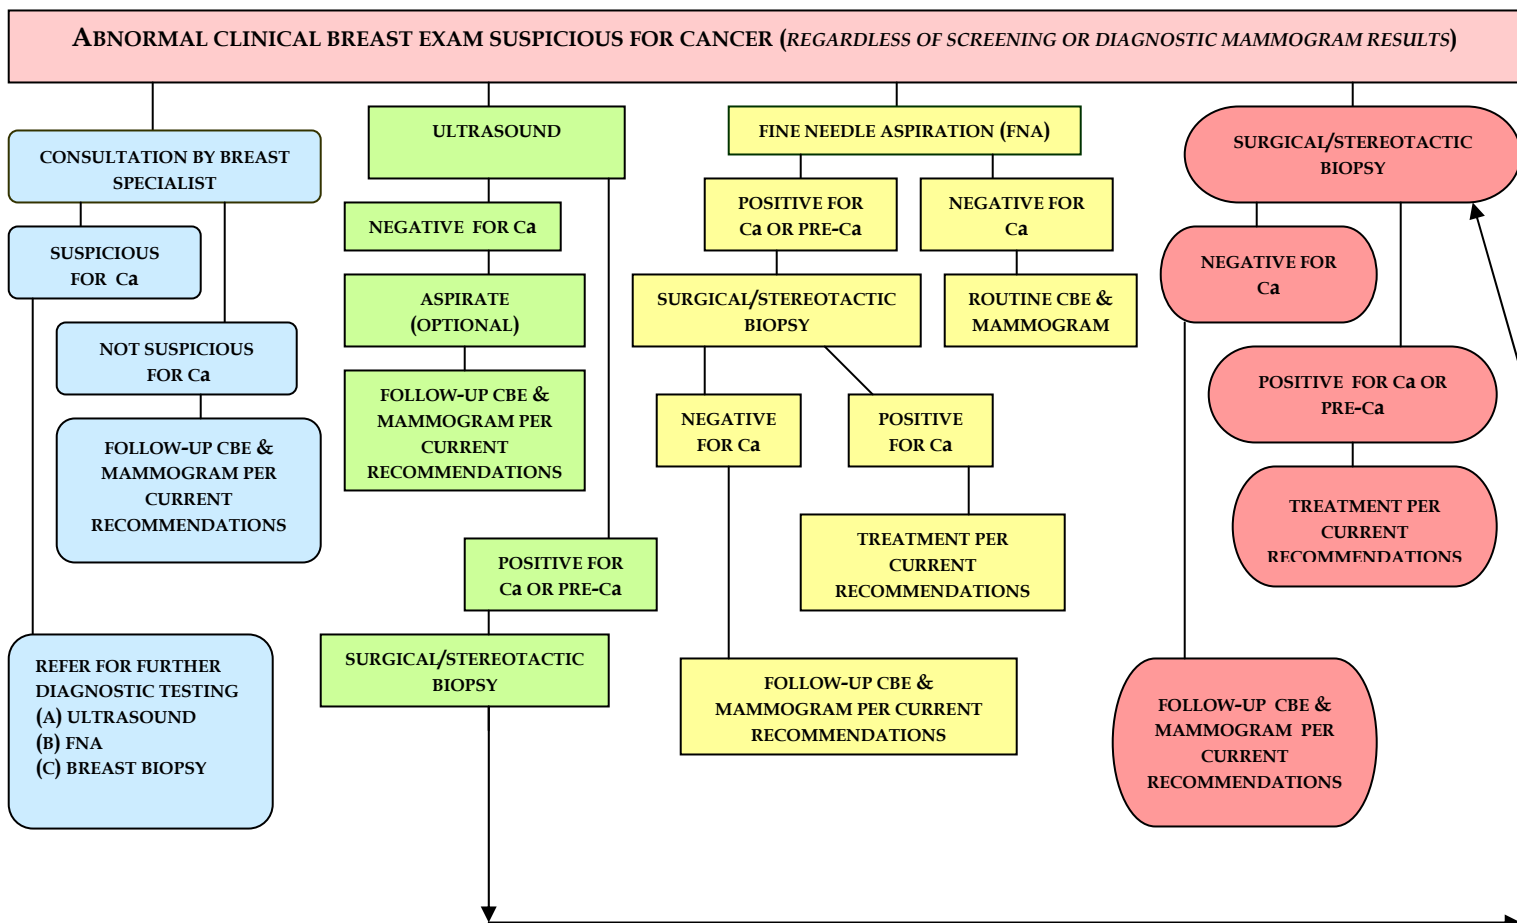 ABNORMAL CLINICAL BREAST EXAM SUSPICIOUS FOR CANCER (REGARDLESS OF SCREENING OR DIAGNOSTIC MAMMOGRAM RESULTS)
CONSULTATION BY BREAST
SPECIALIST
SUSPICIOUS
FOR Ca
NOT SUSPICIOUS
FOR Ca
FOLLOW-UP CBE &
MAMMOGRAM PER
CURRENT
RECOMMENDATIONS
REFER FOR FURTHER
DIAGNOSTIC TESTING
(A) ULTRASOUND
(B) FNA
(C) BREAST BIOPSY
ULTRASOUND
NEGATIVE FOR Ca
ASPIRATE
(OPTIONAL)
FOLLOW-UP CBE &
MAMMOGRAM PER
CURRENT
RECOMMENDATIONS
POSITIVE FOR
Ca OR PRE-Ca
SURGICAL/STEREOTACTIC
BIOPSY
FINE NEEDLE ASPIRATION (FNA)
POSITIVE FOR
Ca OR PRE-Ca
NEGATIVE FOR
Ca
SURGICAL/STEREOTACTIC
BIOPSY
ROUTINE CBE &
MAMMOGRAM
NEGATIVE
FOR Ca
POSITIVE
FOR Ca
TREATMENT PER
CURRENT
RECOMMENDATIONS
FOLLOW-UP CBE &
MAMMOGRAM PER CURRENT
RECOMMENDATIONS
SURGICAL/STEREOTACTIC
BIOPSY
NEGATIVE FOR
Ca
POSITIVE FOR Ca OR
PRE-Ca
TREATMENT PER
CURRENT
RECOMMENDATIONS
FOLLOW-UP CBE &
MAMMOGRAM PER
CURRENT
RECOMMENDATIONS